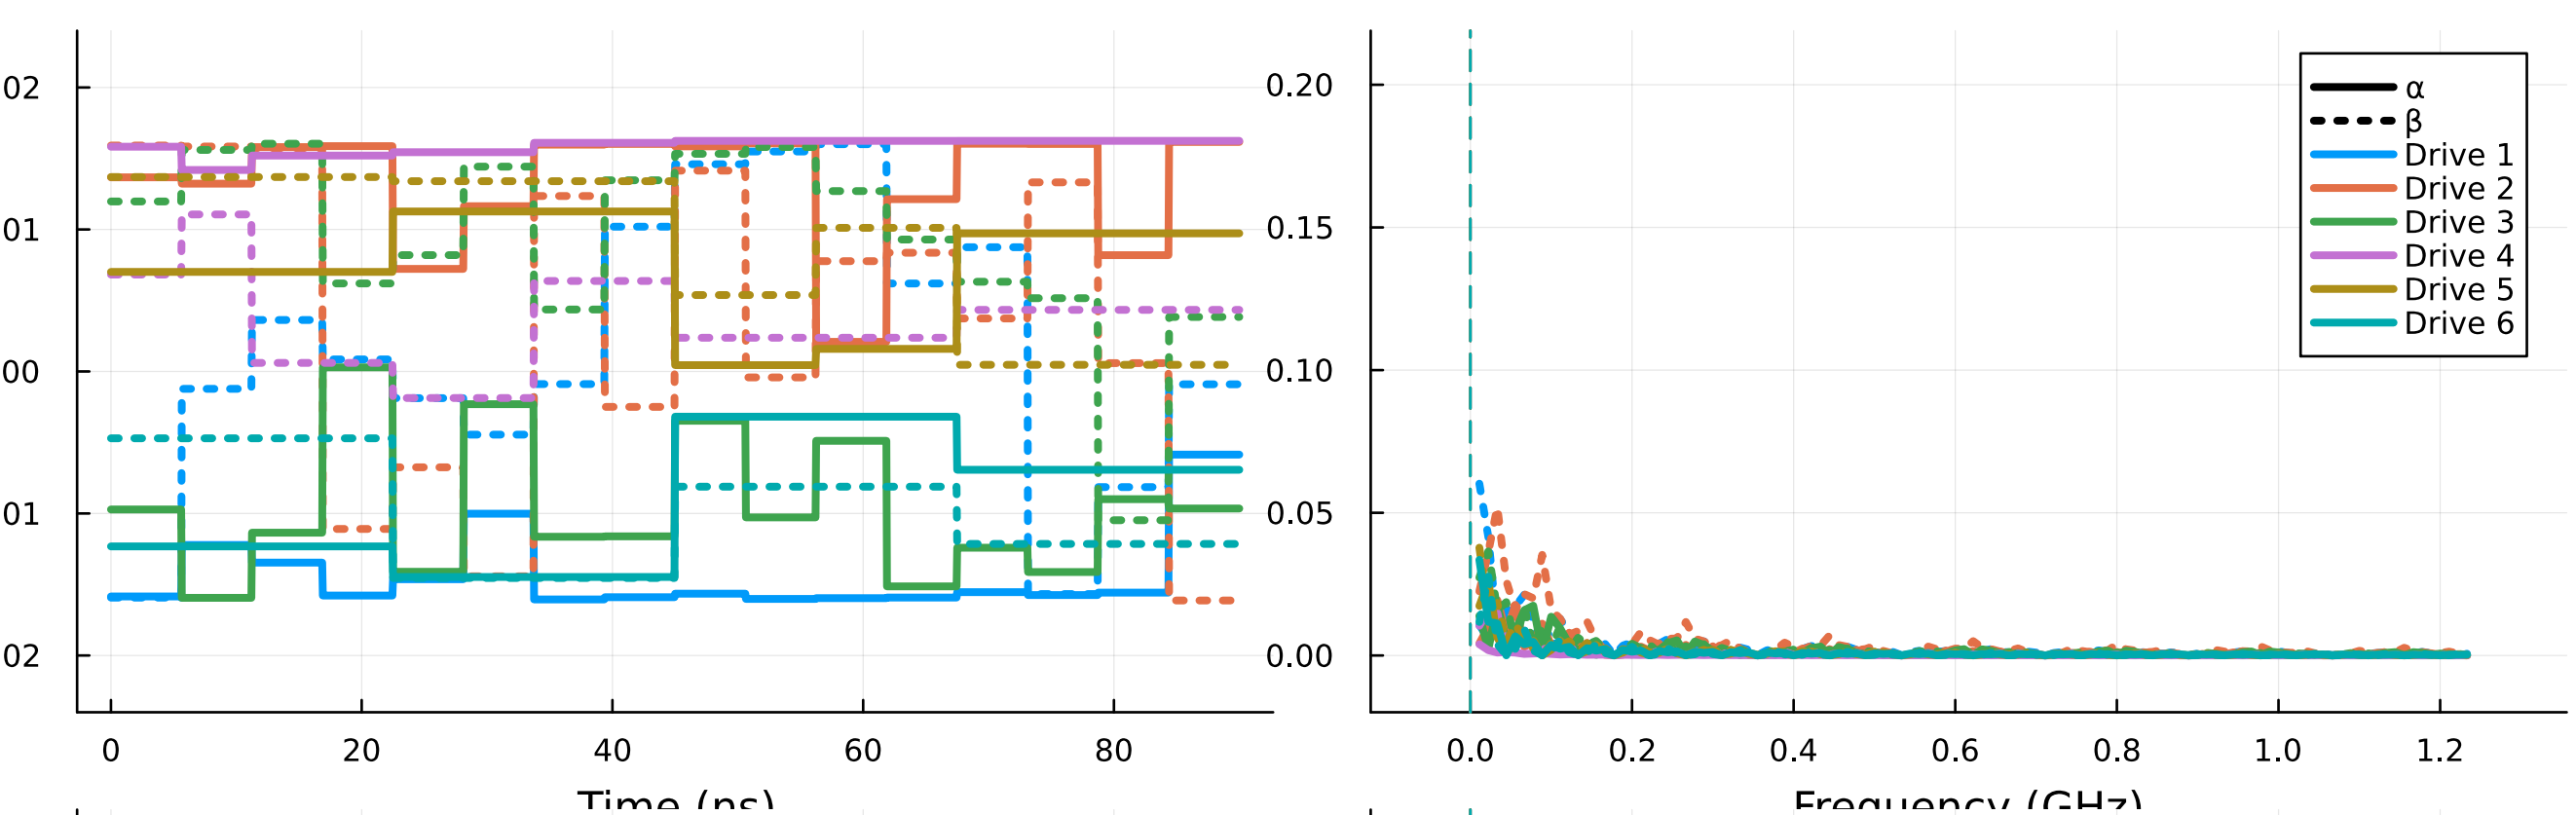 02
01
00
01
02
0
20
40
60
80
Time (ns)
0.20
0.15
0.10
0.05
0.00
0.0
0.2
0.4
0.6
0.8
1.0
1.2
Frequency (GHz)
α
β
Drive 1
Drive 2
Drive 3
Drive 4
Drive 5
Drive 6